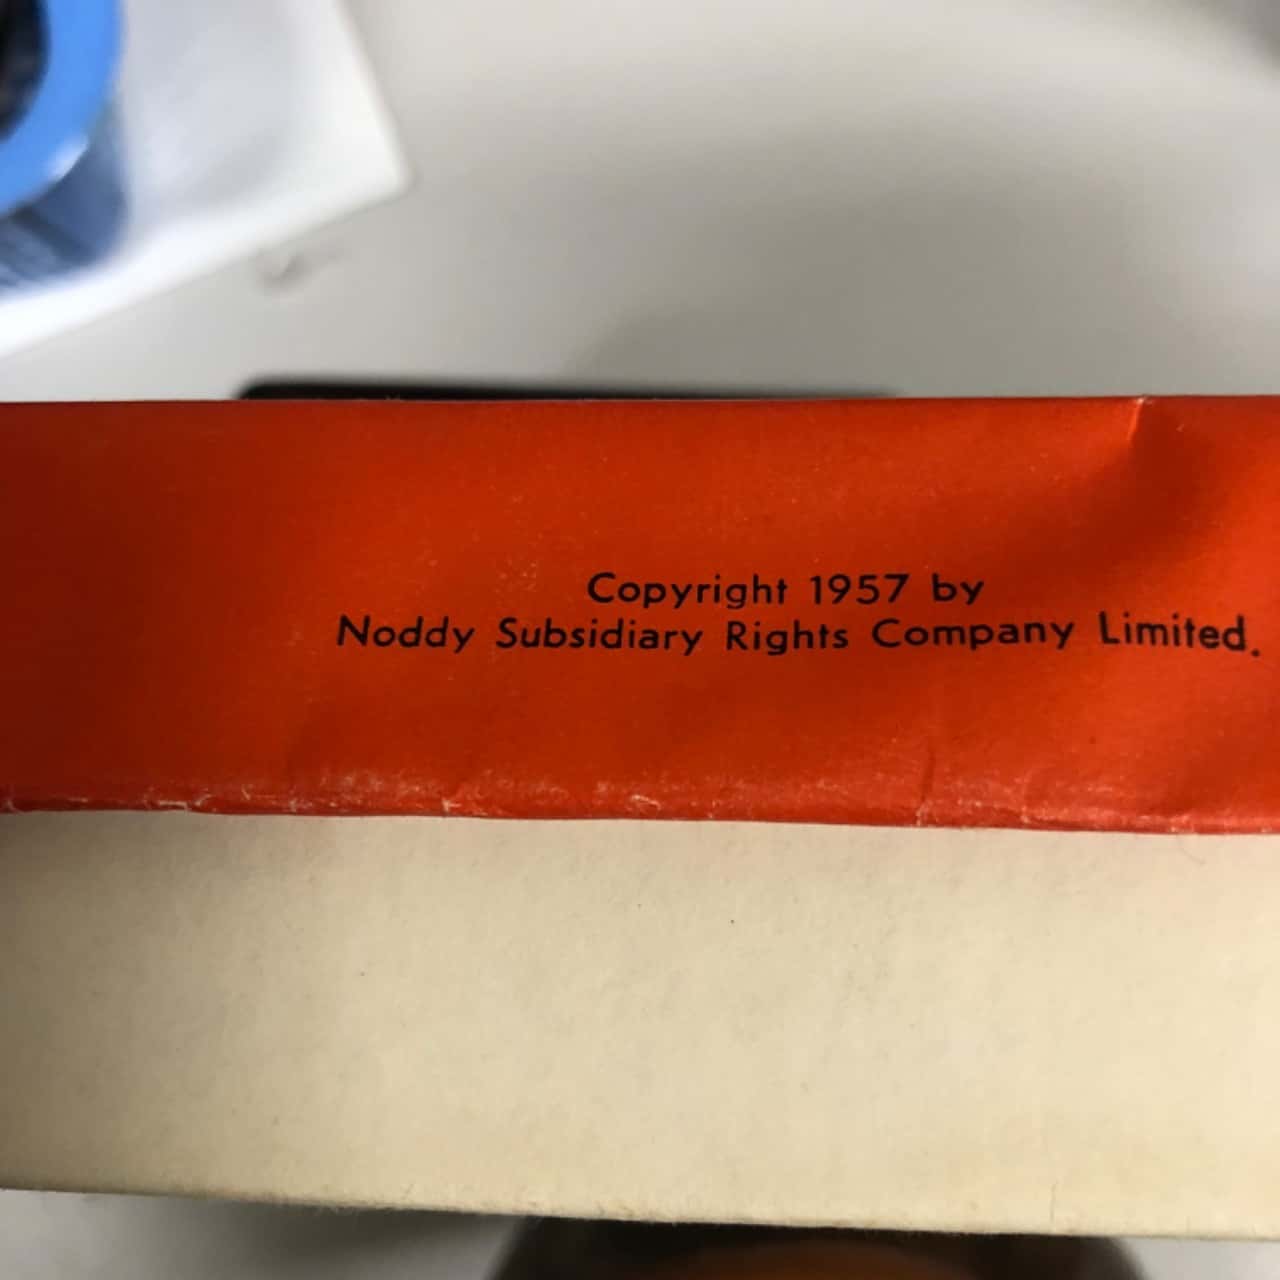 Copyright 1957 by
Noddy Subsidiary Rights Company Limited.